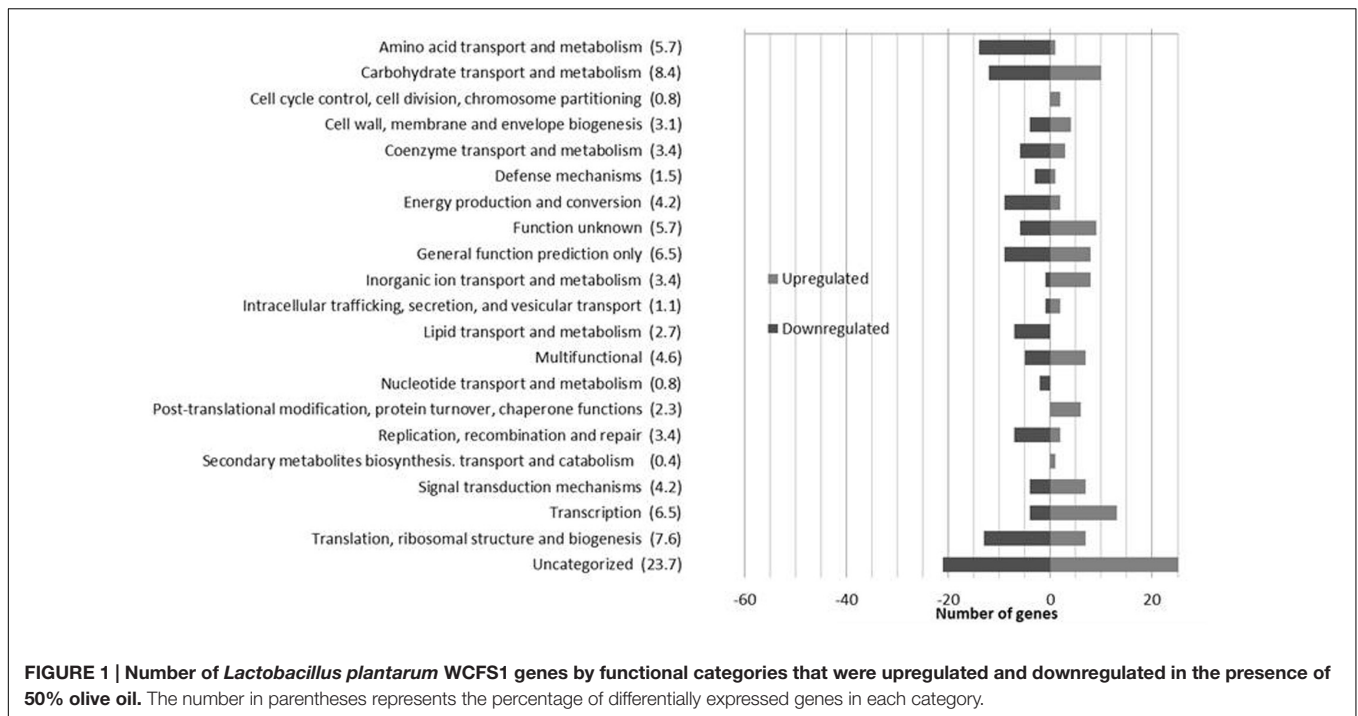 Amino acid transport and metabolism (5.7)
Carbohydrate transport and metabolism (8.4)
Cell cycle control, cell division, chromosome partitioning (0.8)
Cell wall, membrane and envelope biogenesis (3.1)
Coenzyme transport and metabolism (3.4)
Defense mechanisms (1.5)
Energy production and conversion (4.2)
Function unknown (5.7)
General function prediction only (6.5)
Inorganic ion transport and metabolism (3.4)
Intracellular trafficking, secretion, and vesicular transport (1.1)
Lipid transport and metabolism (2.7)
Multifunctional (4.6)
Nucleotide transport and metabolism (0.8)
Post-translational modification, protein turnover, chaperone functions (2.3)
Replication, recombination and repair (3.4)
Secondary metabolites biosynthesis. transport and catabolism (0.4)
Signal transduction mechanisms (4.2)
Transcription (6.5)
Translation, ribosomal structure and biogenesis (7.6)
Uncategorized (23.7)
Upregulated
Downregulated
-60 -40 -20 0 20
Number of genes
FIGURE 1 | Number of Lactobacillus plantarum WCFS1 genes by functional categories that were upregulated and downregulated in the presence of
50% olive oil. The number in parentheses represents the percentage of differentially expressed genes in each category.